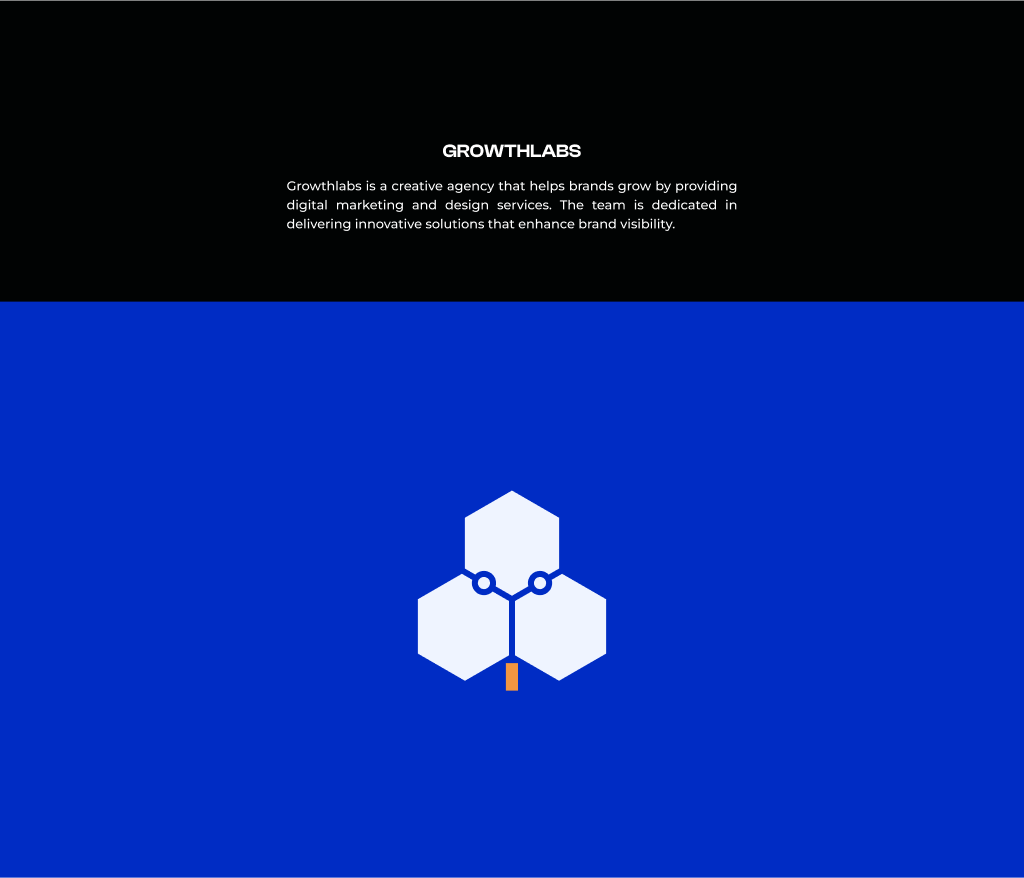 GROWTHLABS
Growthlabs is a creative agency that helps brands grow by providing
digital marketing and design services. The team is dedicated in
delivering innovative solutions that enhance brand visibility.